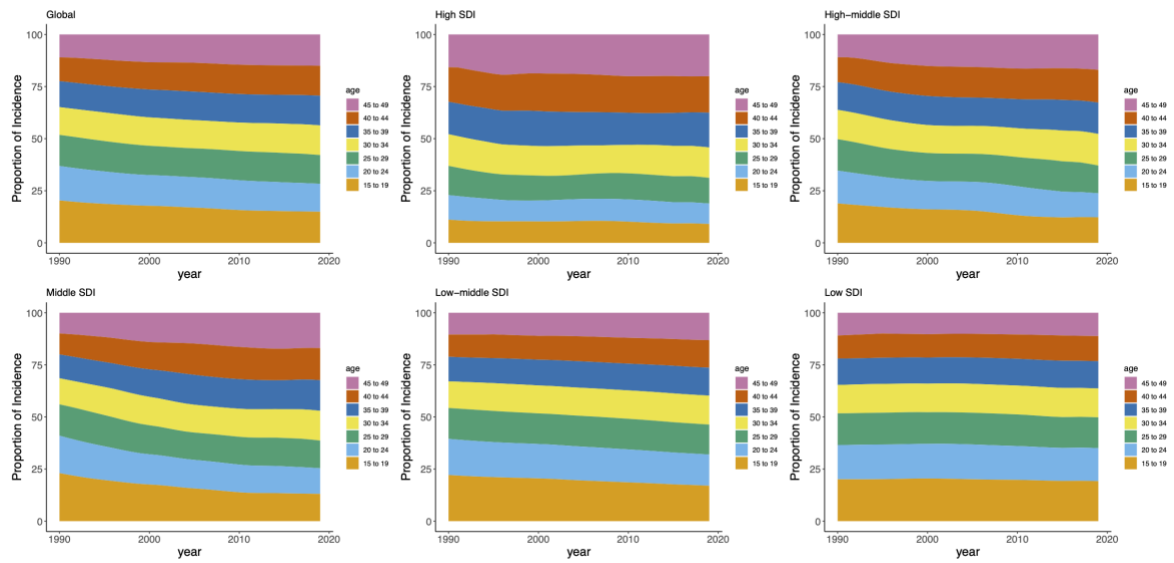 Global
Proportion of Incidence
100
75
50
25
0
1990
2000
2010
2020
year
age
45 to 49
40 to 44
35 to 39
30 to 34
25 to 29
20 to 24
15 to 19
High SDI
Proportion of Incidence
100
75
50
25
0
1990
2000
2010
2020
year
age
45 to 49
40 to 44
35 to 39
30 to 34
25 to 29
20 to 24
15 to 19
High−middle SDI
Proportion of Incidence
100
75
50
25
0
1990
2000
2010
2020
year
age
45 to 49
40 to 44
35 to 39
30 to 34
25 to 29
20 to 24
15 to 19
Middle SDI
Proportion of Incidence
100
75
50
25
0
1990
2000
2010
2020
year
age
45 to 49
40 to 44
35 to 39
30 to 34
25 to 29
20 to 24
15 to 19
Low−middle SDI
Proportion of Incidence
100
75
50
25
0
1990
2000
2010
2020
year
age
45 to 49
40 to 44
35 to 39
30 to 34
25 to 29
20 to 24
15 to 19
Low SDI
Proportion of Incidence
100
75
50
25
0
1990
2000
2010
2020
year
age
45 to 49
40 to 44
35 to 39
30 to 34
25 to 29
20 to 24
15 to 19